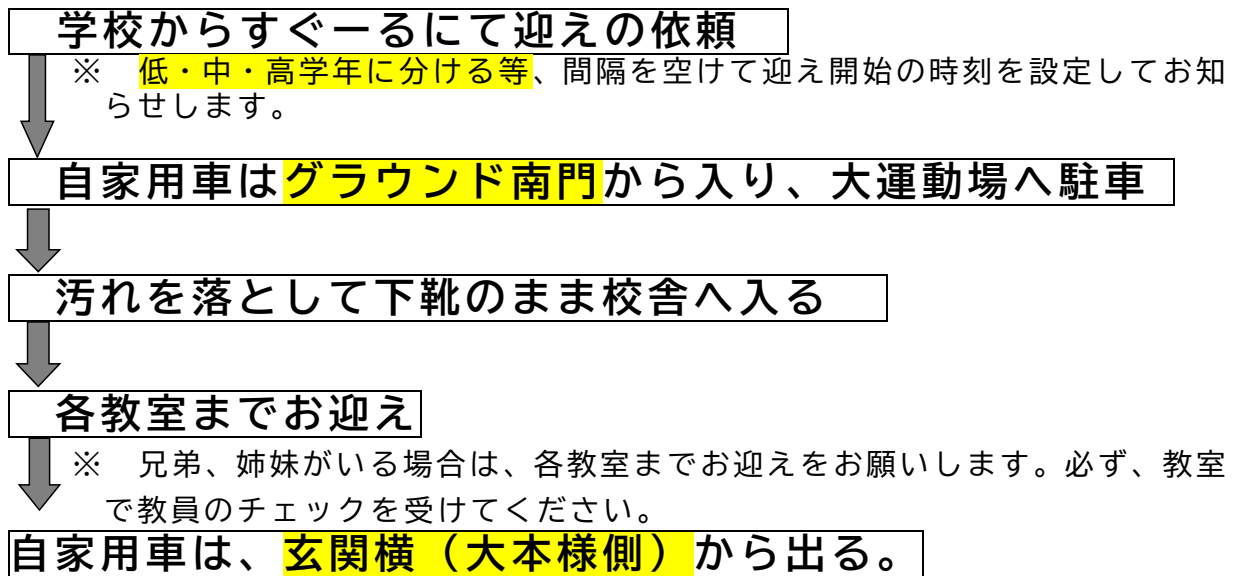 学校からすぐーるにて迎えの依頼
※　低・中・高学年に分ける等、間隔を空けて迎え開始の時刻を設定してお知
らせします。
自家用車はグラウンド南門から入り、大運動場へ駐車
汚れを落として下靴のまま校舎へ入る
各教室までお迎え
※　兄弟、姉妹がいる場合は、各教室までお迎えをお願いします。必ず、教室
で教員のチェックを受けてください。
自家用車は、玄関横（大本様側）から出る。